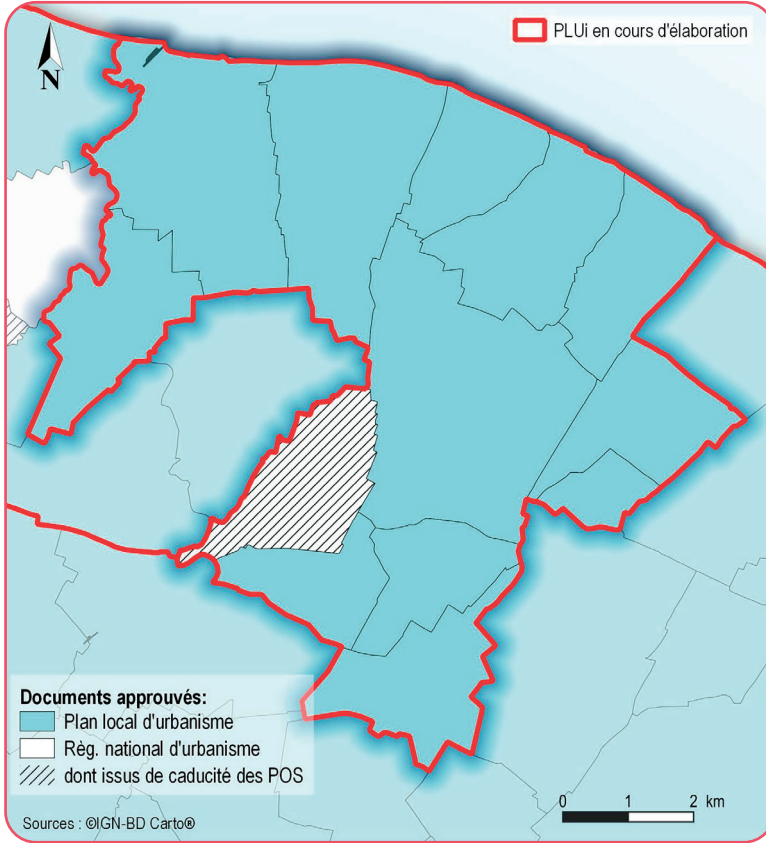 PLUi en cours d'élaboration
N
Documents approuvés:
Plan local d'urbanisme
Règ. national d'urbanisme
dont issus de caducité des POS
0 1 2 km
Sources : ©IGN-BD Carto®